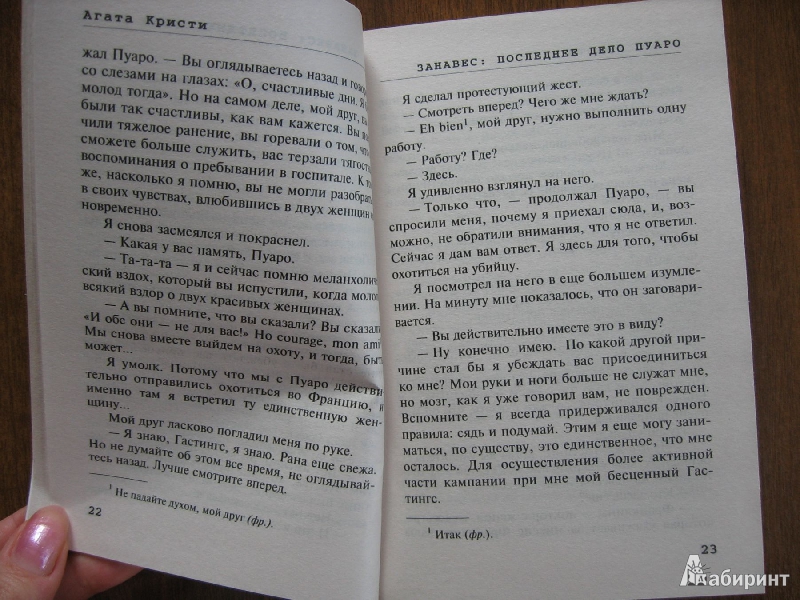 Агата Кристи
жал Пуаро. — Вы оглядываетесь назад и говор
со слезами на глазах: «О, счастливые дни. Я
молод тогда». Но на самом деле, мой друг,
были так счастливы, как вам кажется. Вы
чили тяжелое ранение, вы горевали о том, что
сможете больше служить, вас терзали тягост
воспоминания о пребывании в госпитале. К т
же, насколько я помню, вы не могли разобрать
в своих чувствах, влюбившись в двух женщин о
новременно.
Я снова засмеялся и покраснел.
— Какая у вас память, Пуаро.
— Та-та-та — я и сейчас помню меланхолич
ский вздох, который вы испустили, когда молол
всякий вздор о двух красивых женщинах.
— А вы помните, что вы сказали? Вы сказал
«И обе они — не для вас!» Но courage, mon ami
Мы снова вместе выйдем на охоту, и тогда, бы
может...
Я умолк. Потому что мы с Пуаро действи
тельно отправились охотиться во Францию, и
именно там я встретил ту единственную жен-
щину...
Мой друг ласково погладил меня по руке.
— Я знаю, Гастингс, я знаю. Рана еще свежа.
Но не думайте об этом все время, не оглядывай-
тесь назад. Лучше смотрите вперед.
¹ Не падайте духом, мой друг (фр.).
22
ЗАНАВЕС: ПОСЛЕДНЕЕ ДЕЛО ПУАРО
Я сделал протестующий жест.
— Смотреть вперед? Чего же мне ждать?
— Eh bien¹, мой друг, нужно выполнить одну
работу.
— Работу? Где?
— Здесь.
Я удивленно взглянул на него.
— Только что, — продолжал Пуаро, — вы
спросили меня, почему я приехал сюда, и, воз-
можно, не обратили внимания, что я не ответил.
Сейчас я дам вам ответ. Я здесь для того, чтобы
охотиться на убийцу.
Я посмотрел на него в еще большем изумле-
нии. На минуту мне показалось, что он заговари-
вается.
— Вы действительно имеете это в виду?
— Ну конечно имею. По какой другой при-
чине стал бы я убеждать вас присоединиться
ко мне? Мои руки и ноги больше не служат мне,
но мозг, как я уже говорил вам, не поврежден.
Вспомните — я всегда придерживался одного
правила: сядь и подумай. Этим я еще могу зани-
маться, по существу, это единственное, что мне
осталось. Для осуществления более активной
части кампании при мне мой бесценный Гас-
тингс.
¹ Итак (фр.).
23
Лабиринт